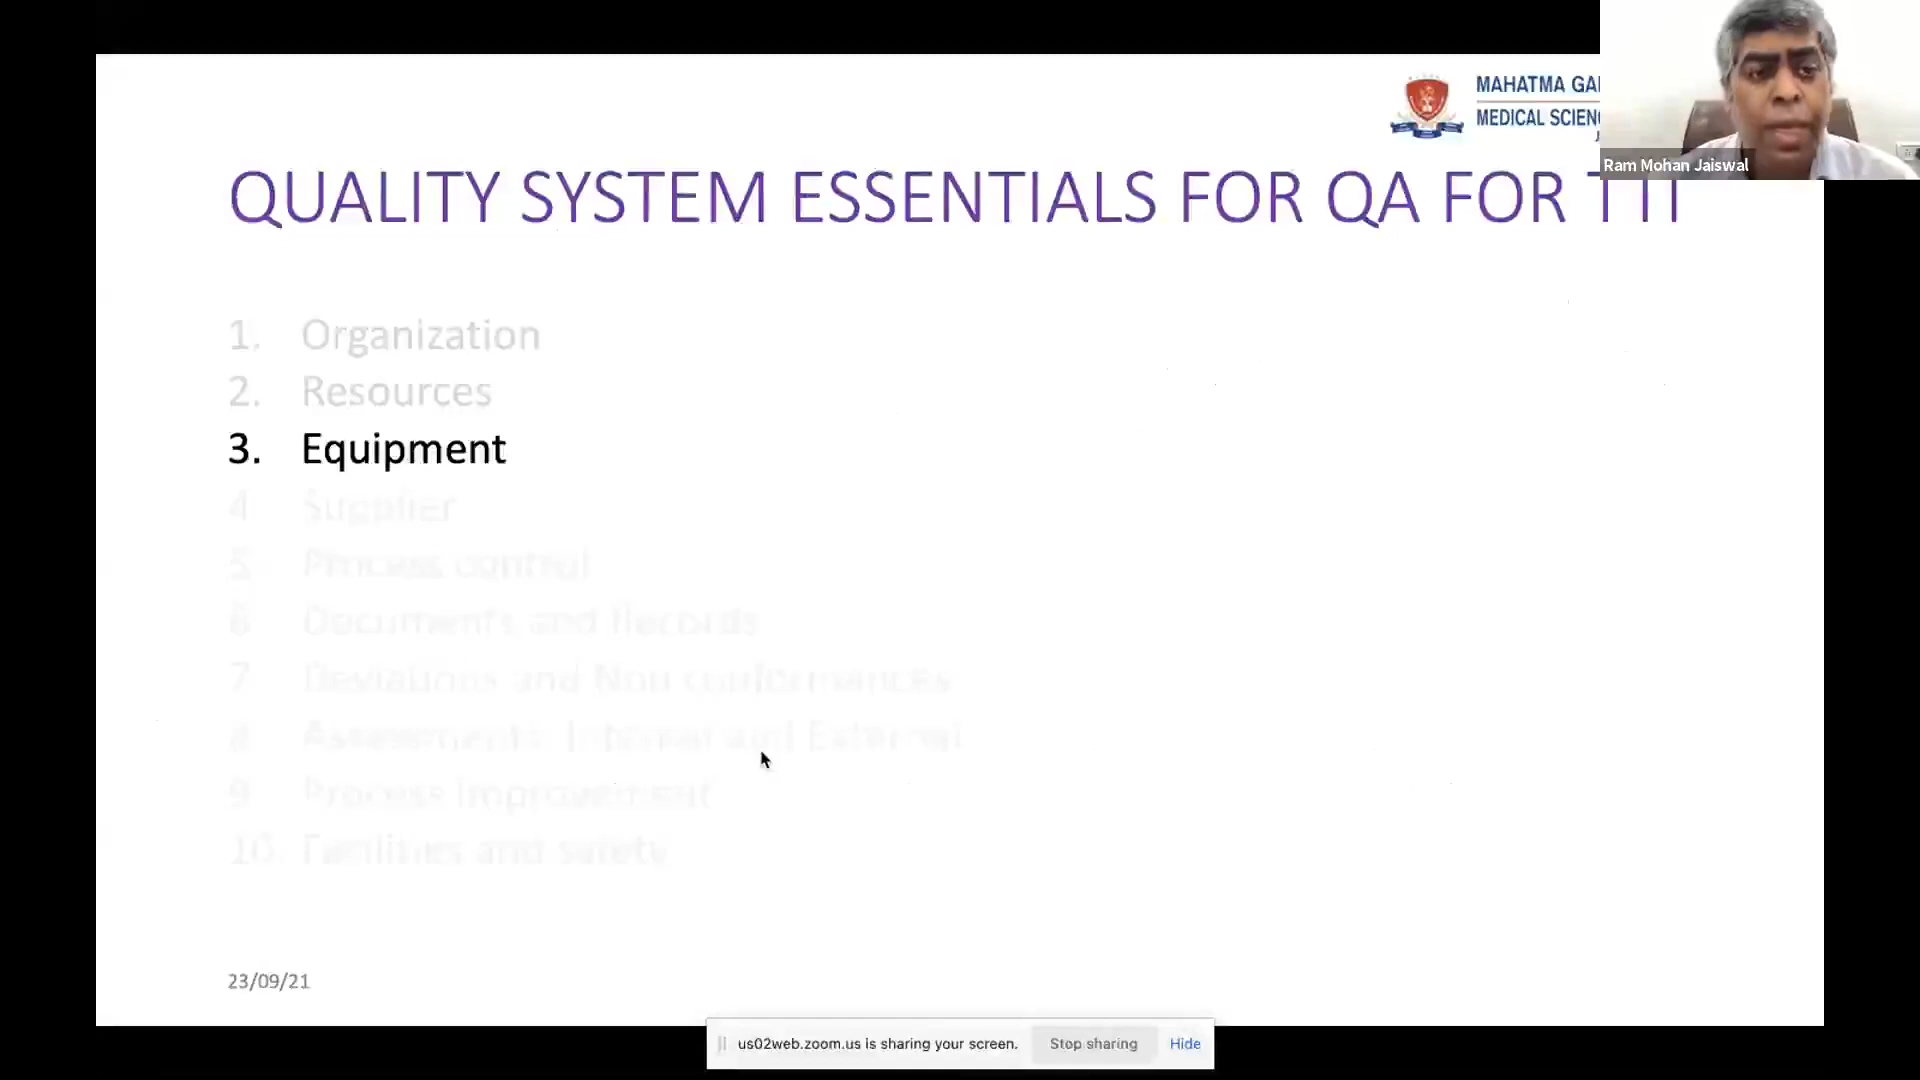 MAHATMA GA
MEDICAL SCIEN
Ram Mohan Jaiswal
QUALITY SYSTEM ESSENTIALS FOR QA FOR TTI
1. Organization
2. Resources
3. Equipment
4. Supplier
5. Process control
6. Documents and Records
7. Deviations and Non conformances
8. Assessments: Internal and External
9. Process improvement
10. Facilities and safety
23/09/21
us02web.zoom.us is sharing your screen. Stop sharing Hide